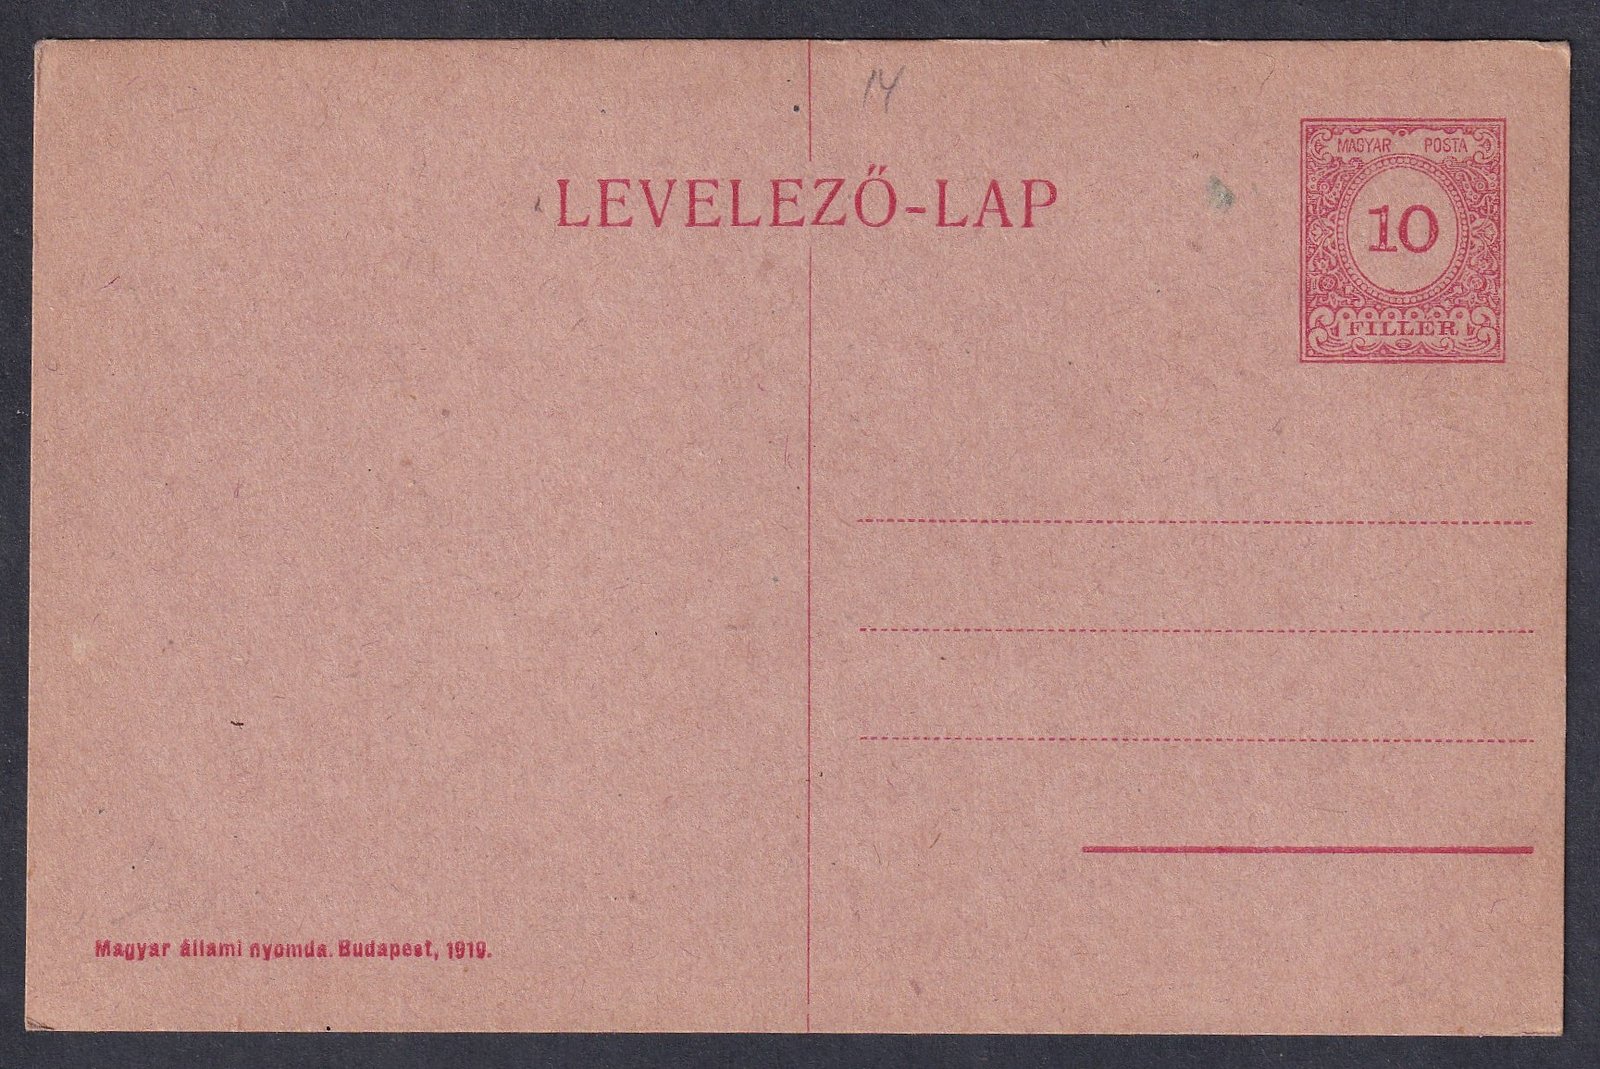 14
LEVELEZŐ-LAP
MAGYAR POSTA
10
FILLÉR
Magyar állami nyomda. Budapest, 1919.